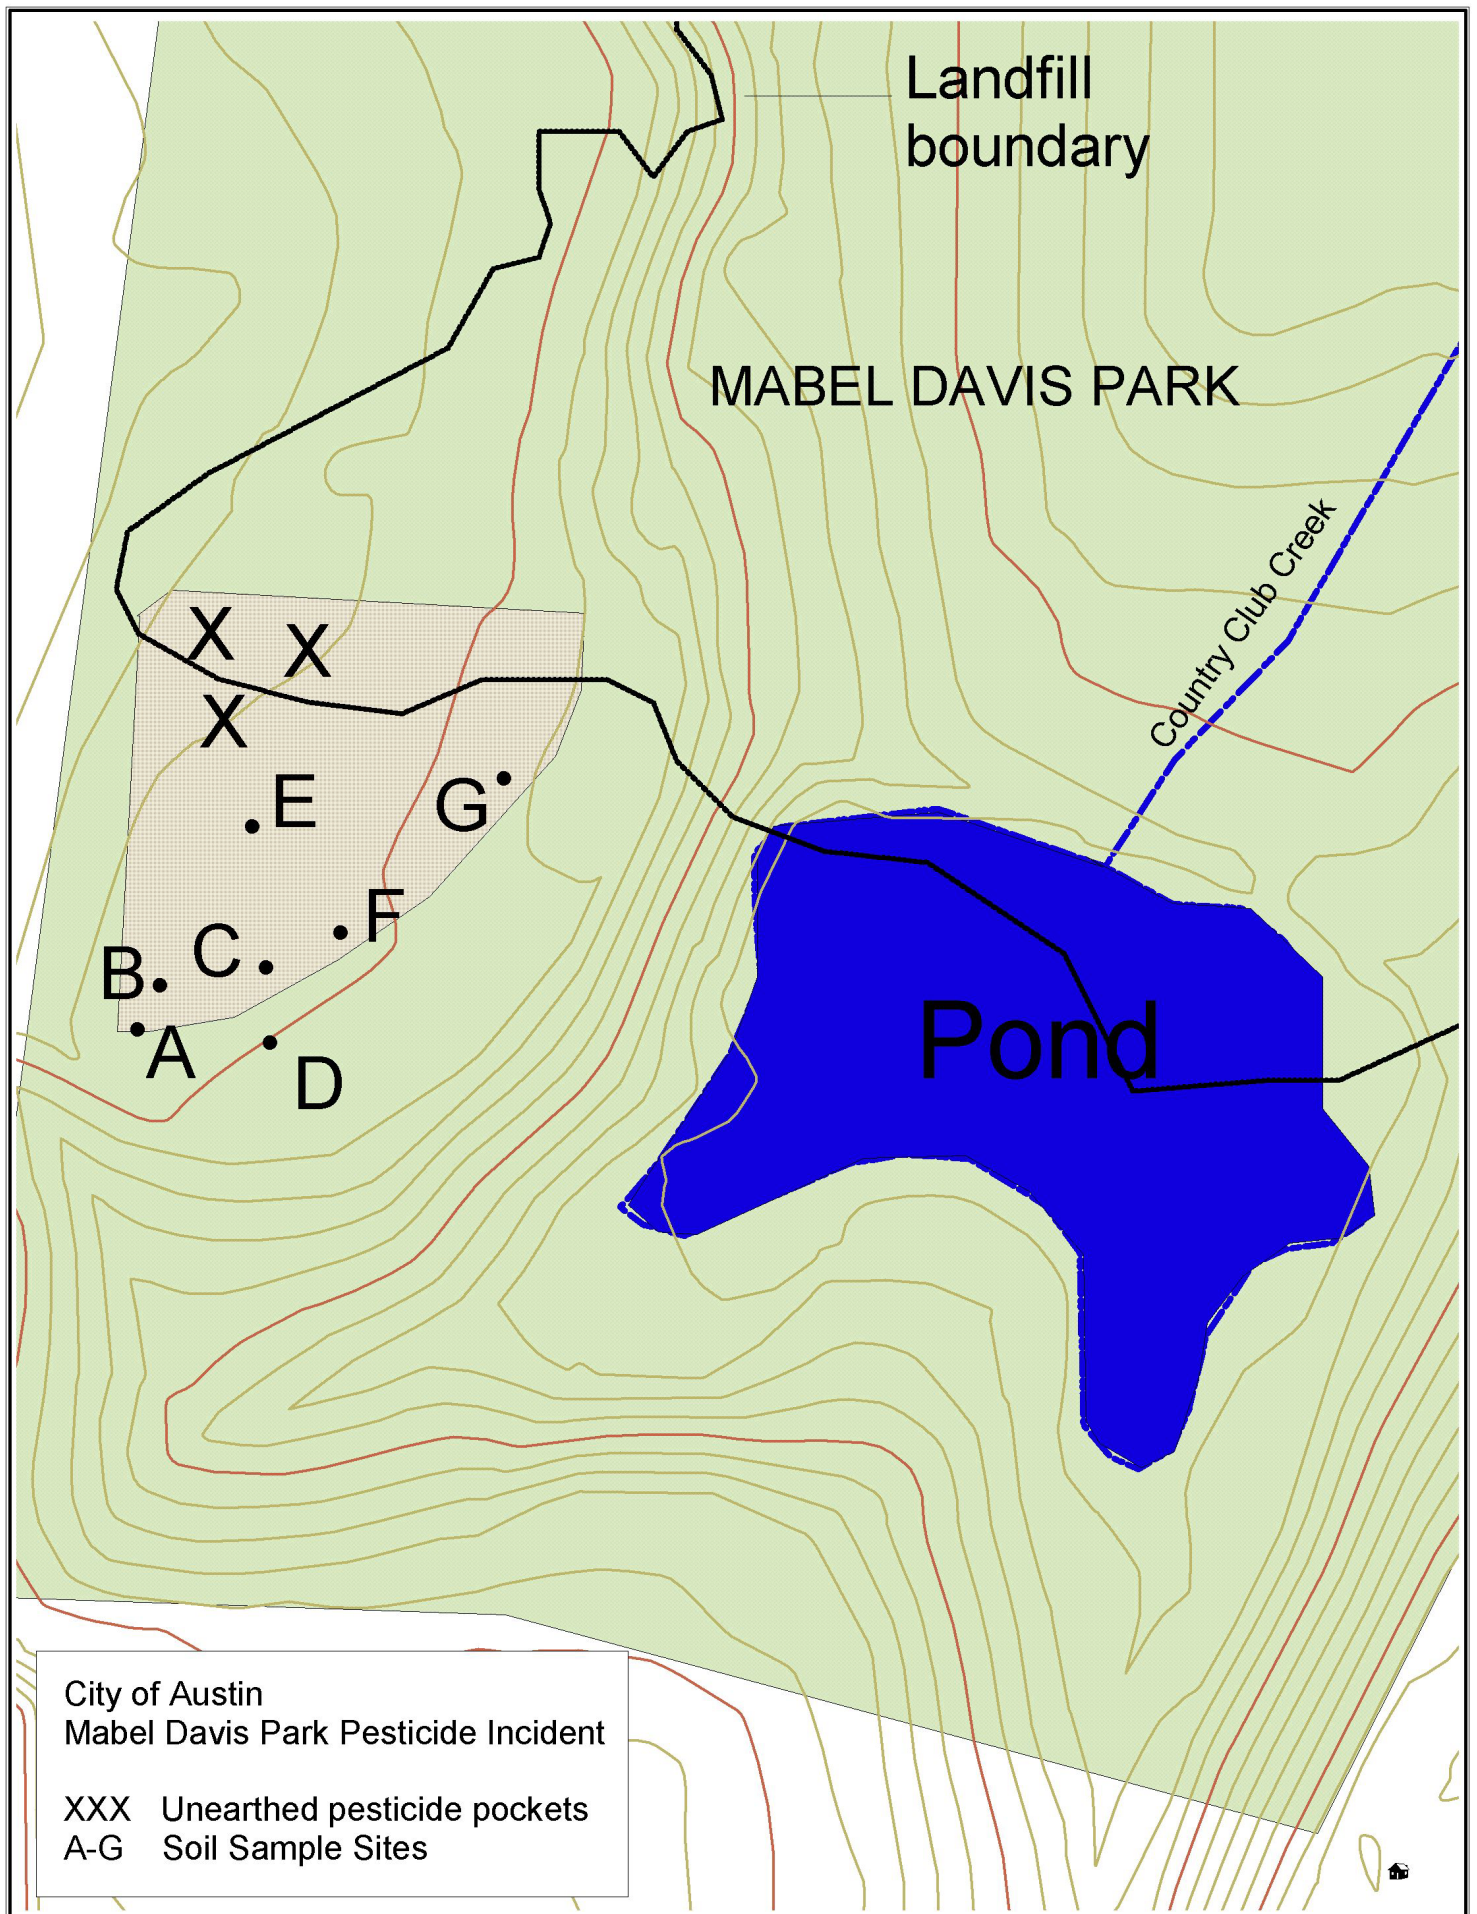 Landfill
boundary
MABEL DAVIS PARK
Country Club Creek
X
X
X
E
G
F
C
B
A
D
Pond
City of Austin
Mabel Davis Park Pesticide Incident
XXX Unearthed pesticide pockets
A-G Soil Sample Sites